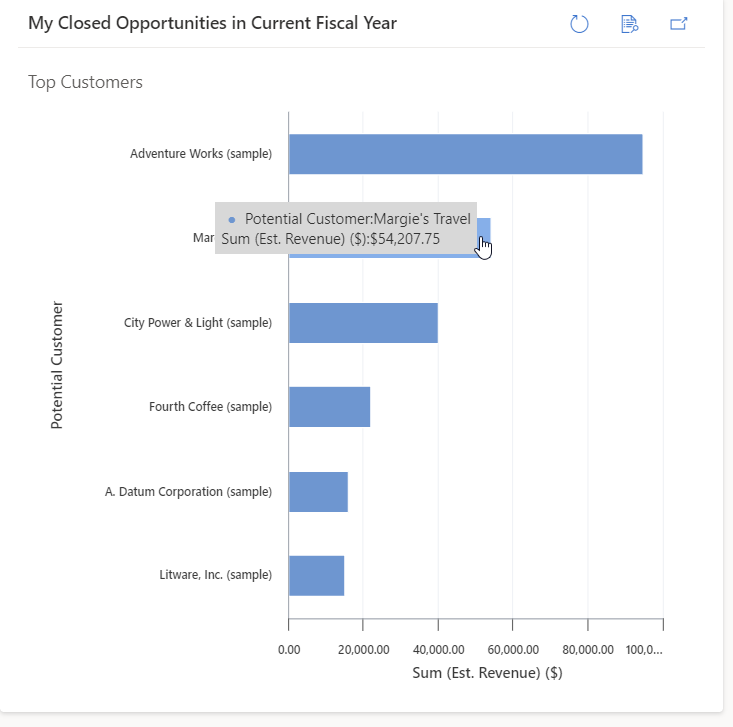 My Closed Opportunities in Current Fiscal Year
Top Customers
Adventure Works (sample)
Potential Customer:Margie's Travel
Sum (Est. Revenue) ($):$54,207.75
Mar
City Power & Light (sample)
Fourth Coffee (sample)
A. Datum Corporation (sample)
Litware, Inc. (sample)
Potential Customer
0.00 20,000.00 40,000.00 60,000.00 80,000.00 100,0...
Sum (Est. Revenue) ($)